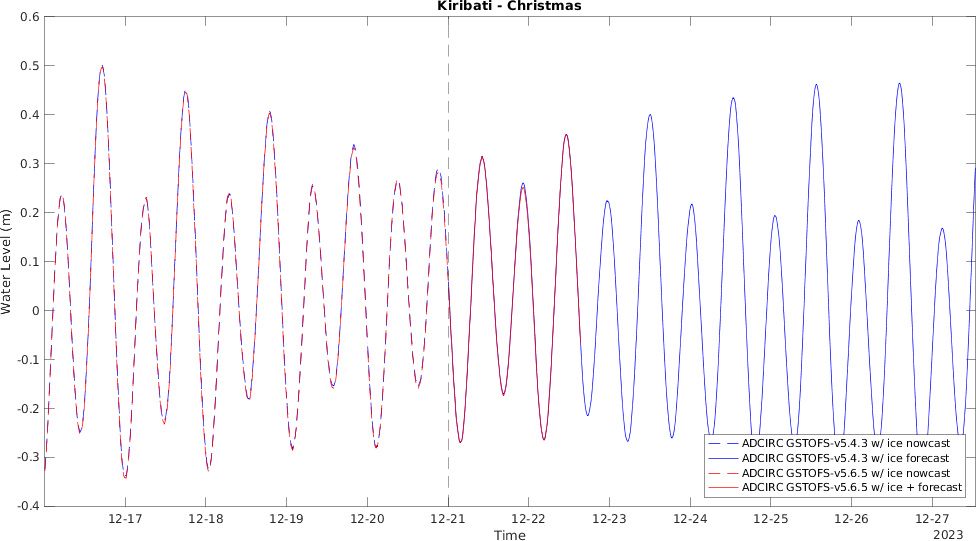 Kiribati - Christmas
0.6
0.5
0.4
0.3
0.2
0.1
0
-0.1
-0.2
-0.3
-0.4
Water Level (m)
ADCIRC GSTOFS-v5.4.3 w/ ice nowcast
ADCIRC GSTOFS-v5.4.3 w/ ice forecast
ADCIRC GSTOFS-v5.6.5 w/ ice nowcast
ADCIRC GSTOFS-v5.6.5 w/ ice + forecast
12-17 12-18 12-19 12-20 12-21 12-22 12-23 12-24 12-25 12-26 12-27
Time
2023